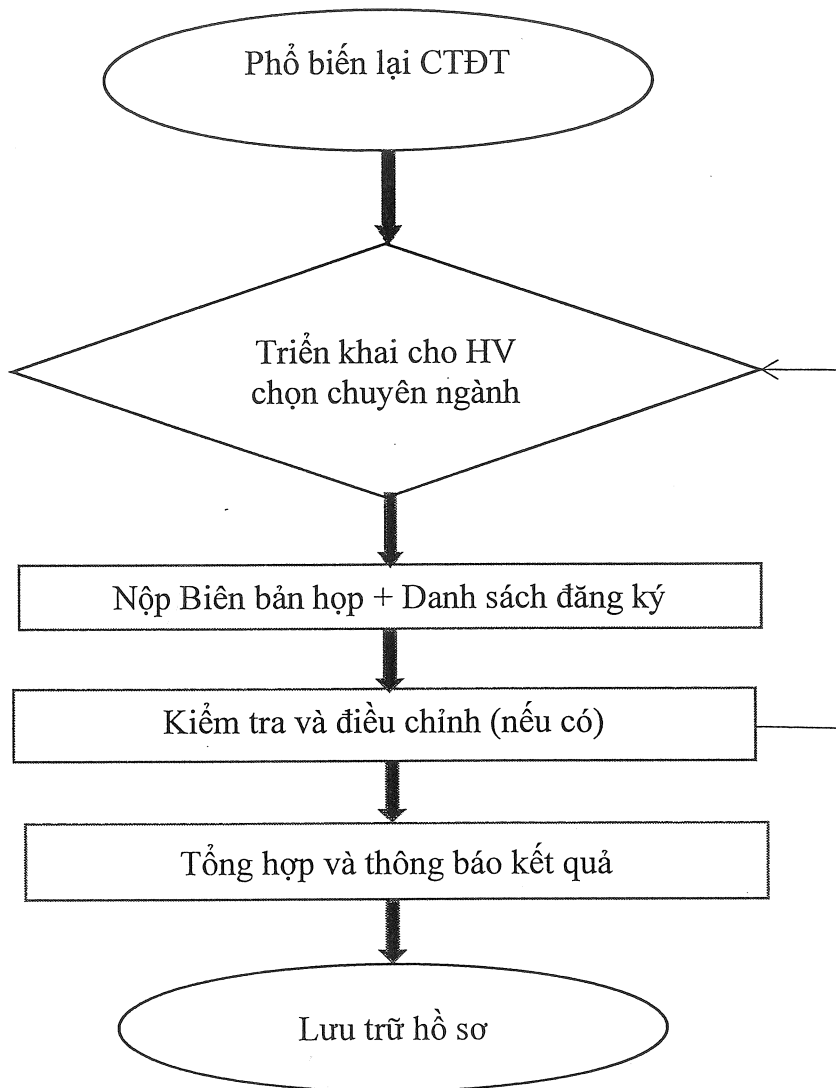 Phổ biến lại CTĐT
Triển khai cho HV
chọn chuyên ngành
Nộp Biên bản họp + Danh sách đăng ký
Kiểm tra và điều chỉnh (nếu có)
Tổng hợp và thông báo kết quả
Lưu trữ hồ sơ